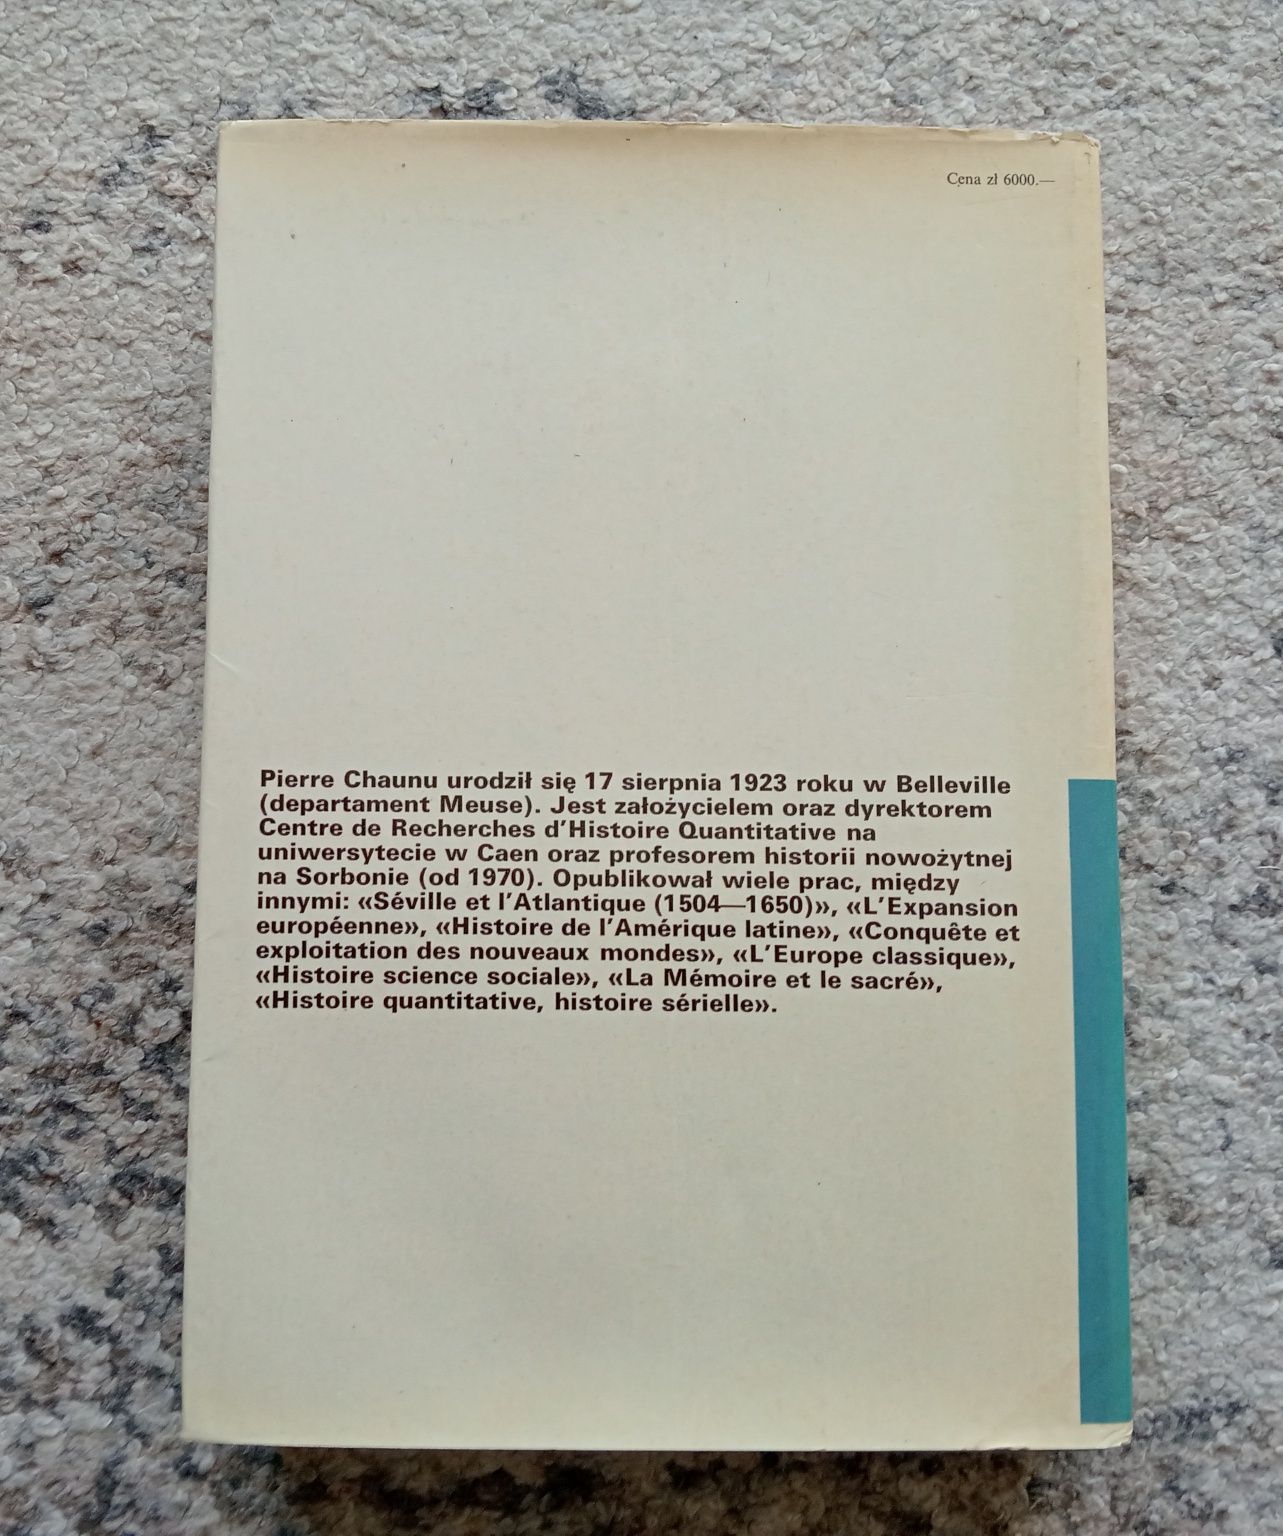 Cena zł 6000.—
Pierre Chaunu urodził się 17 sierpnia 1923 roku w Belleville
(departament Meuse). Jest założycielem oraz dyrektorem
Centre de Recherches d'Histoire Quantitative na
uniwersytecie w Caen oraz profesorem historii nowożytnej
na Sorbonie (od 1970). Opublikował wiele prac, między
innymi: «Séville et l'Atlantique (1504—1650)», «L'Expansion
européenne», «Histoire de l'Amérique latine», «Conquête et
exploitation des nouveaux mondes», «L'Europe classique»,
«Histoire science sociale», «La Mémoire et le sacré»,
«Histoire quantitative, histoire sérielle».